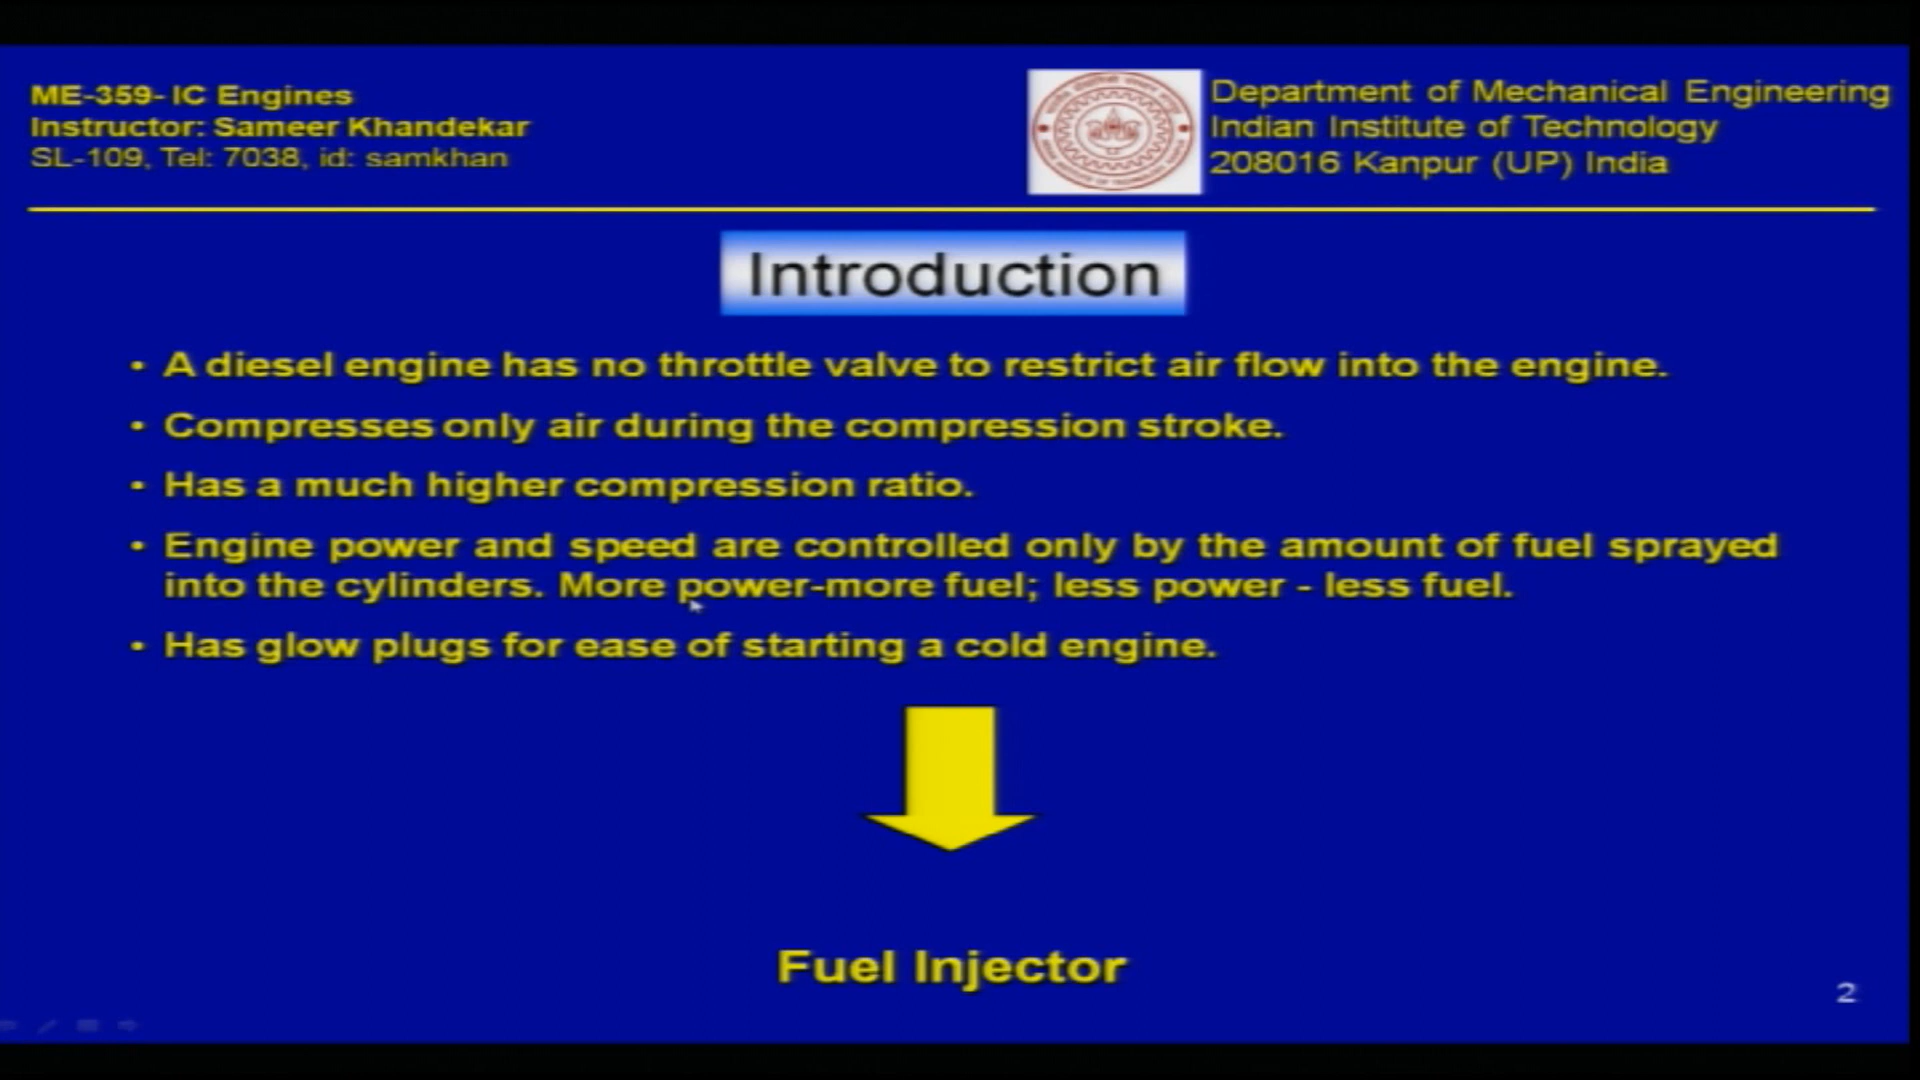 ME-359- IC Engines
Instructor: Sameer Khandekar
SL-109, Tel: 7038, id: samkhan
Department of Mechanical Engineering
Indian Institute of Technology
208016 Kanpur (UP) India
Introduction
• A diesel engine has no throttle valve to restrict air flow into the engine.
• Compresses only air during the compression stroke.
• Has a much higher compression ratio.
• Engine power and speed are controlled only by the amount of fuel sprayed
into the cylinders. More power-more fuel; less power - less fuel.
• Has glow plugs for ease of starting a cold engine.
Fuel Injector
2